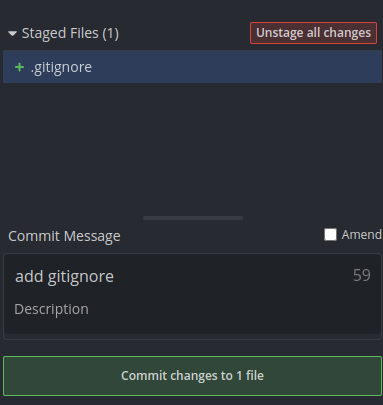 Staged Files (1)
Unstage all changes
+ .gitignore
Commit Message
Amend
add gitignore
59
Description
Commit changes to 1 file